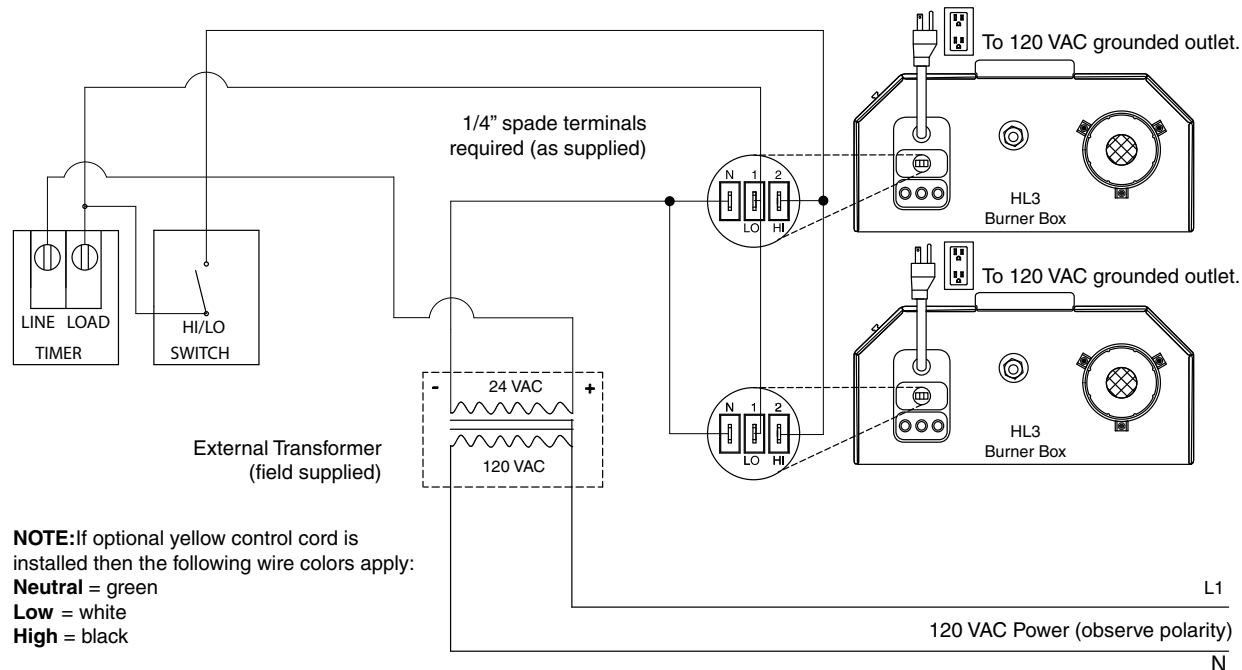 To 120 VAC grounded outlet.
1/4” spade terminals
required (as supplied)
N 1 2
LO HI
HL3
Burner Box
To 120 VAC grounded outlet.
LINE LOAD
TIMER
HI/LO
SWITCH
- 24 VAC +
120 VAC
External Transformer
(field supplied)
N 1 2
LO HI
HL3
Burner Box
NOTE:If optional yellow control cord is
installed then the following wire colors apply:
Neutral = green
Low = white
High = black
L1
120 VAC Power (observe polarity)
N